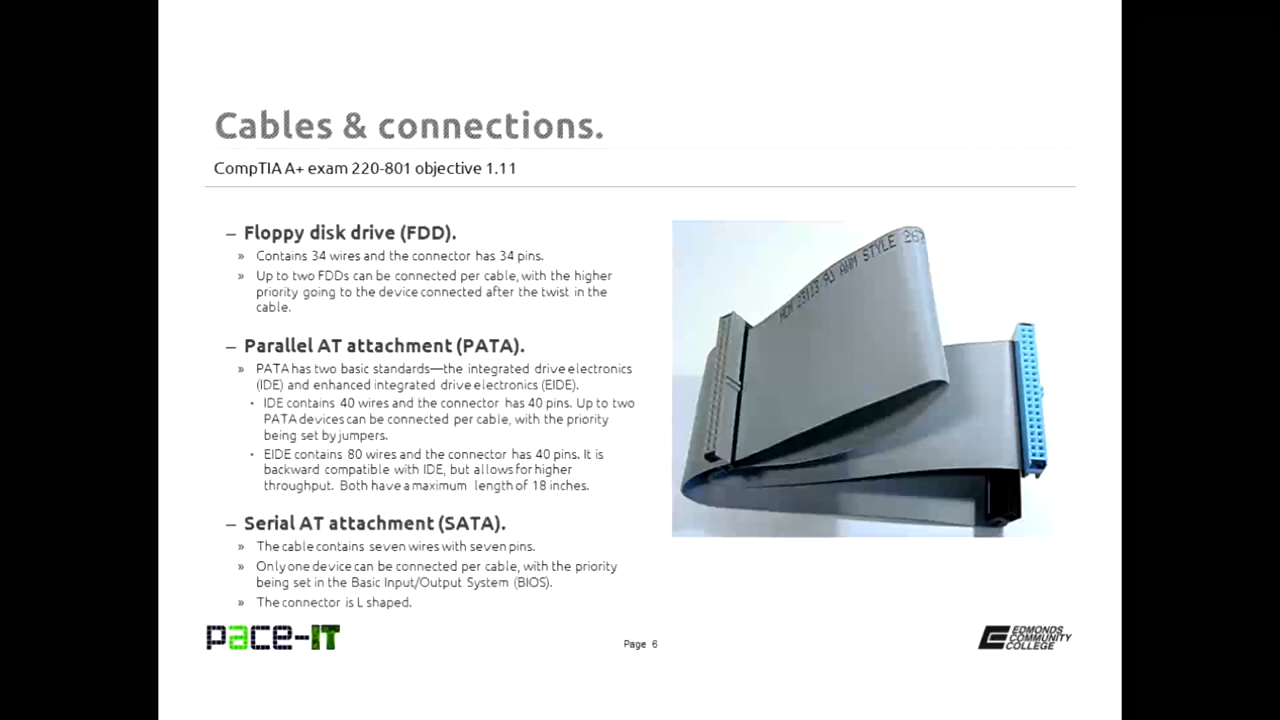 Cables & connections.
CompTIA A+ exam 220-801 objective 1.11
– Floppy disk drive (FDD).
» Contains 34 wires and the connector has 34 pins.
» Up to two FDDs can be connected per cable, with the higher
priority going to the device connected after the twist in the
cable.
– Parallel AT attachment (PATA).
» PATA has two basic standards—the integrated drive electronics
(IDE) and enhanced integrated drive electronics (EIDE).
• IDE contains 40 wires and the connector has 40 pins. Up to two
PATA devices can be connected per cable, with the priority
being set by jumpers.
• EIDE contains 80 wires and the connector has 40 pins. It is
backward compatible with IDE, but allows for higher
throughput. Both have a maximum length of 18 inches.
– Serial AT attachment (SATA).
» The cable contains seven wires with seven pins.
» Only one device can be connected per cable, with the priority
being set in the Basic Input/Output System (BIOS).
» The connector is L shaped.
AWM STYLE
pace-IT
Page 6
EDMONDS
COMMUNITY
COLLEGE